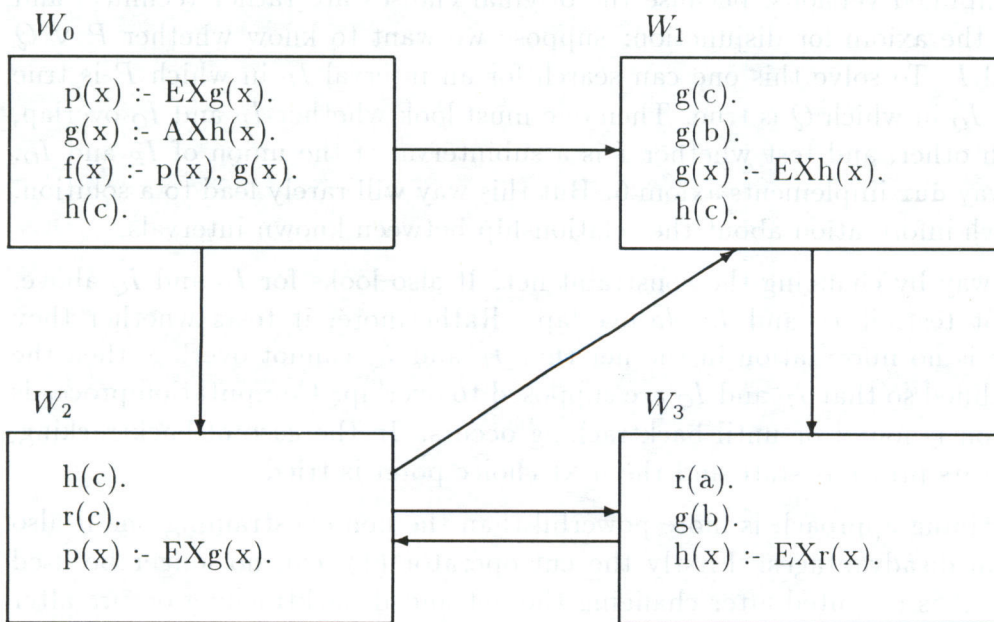 W₀
p(x) :- EXg(x).
g(x) :- AXh(x).
f(x) :- p(x), g(x).
h(c).
W₁
g(c).
g(b).
g(x) :- EXh(x).
h(c).
W₂
h(c).
r(c).
p(x) :- EXg(x).
W₃
r(a).
g(b).
h(x) :- EXr(x).